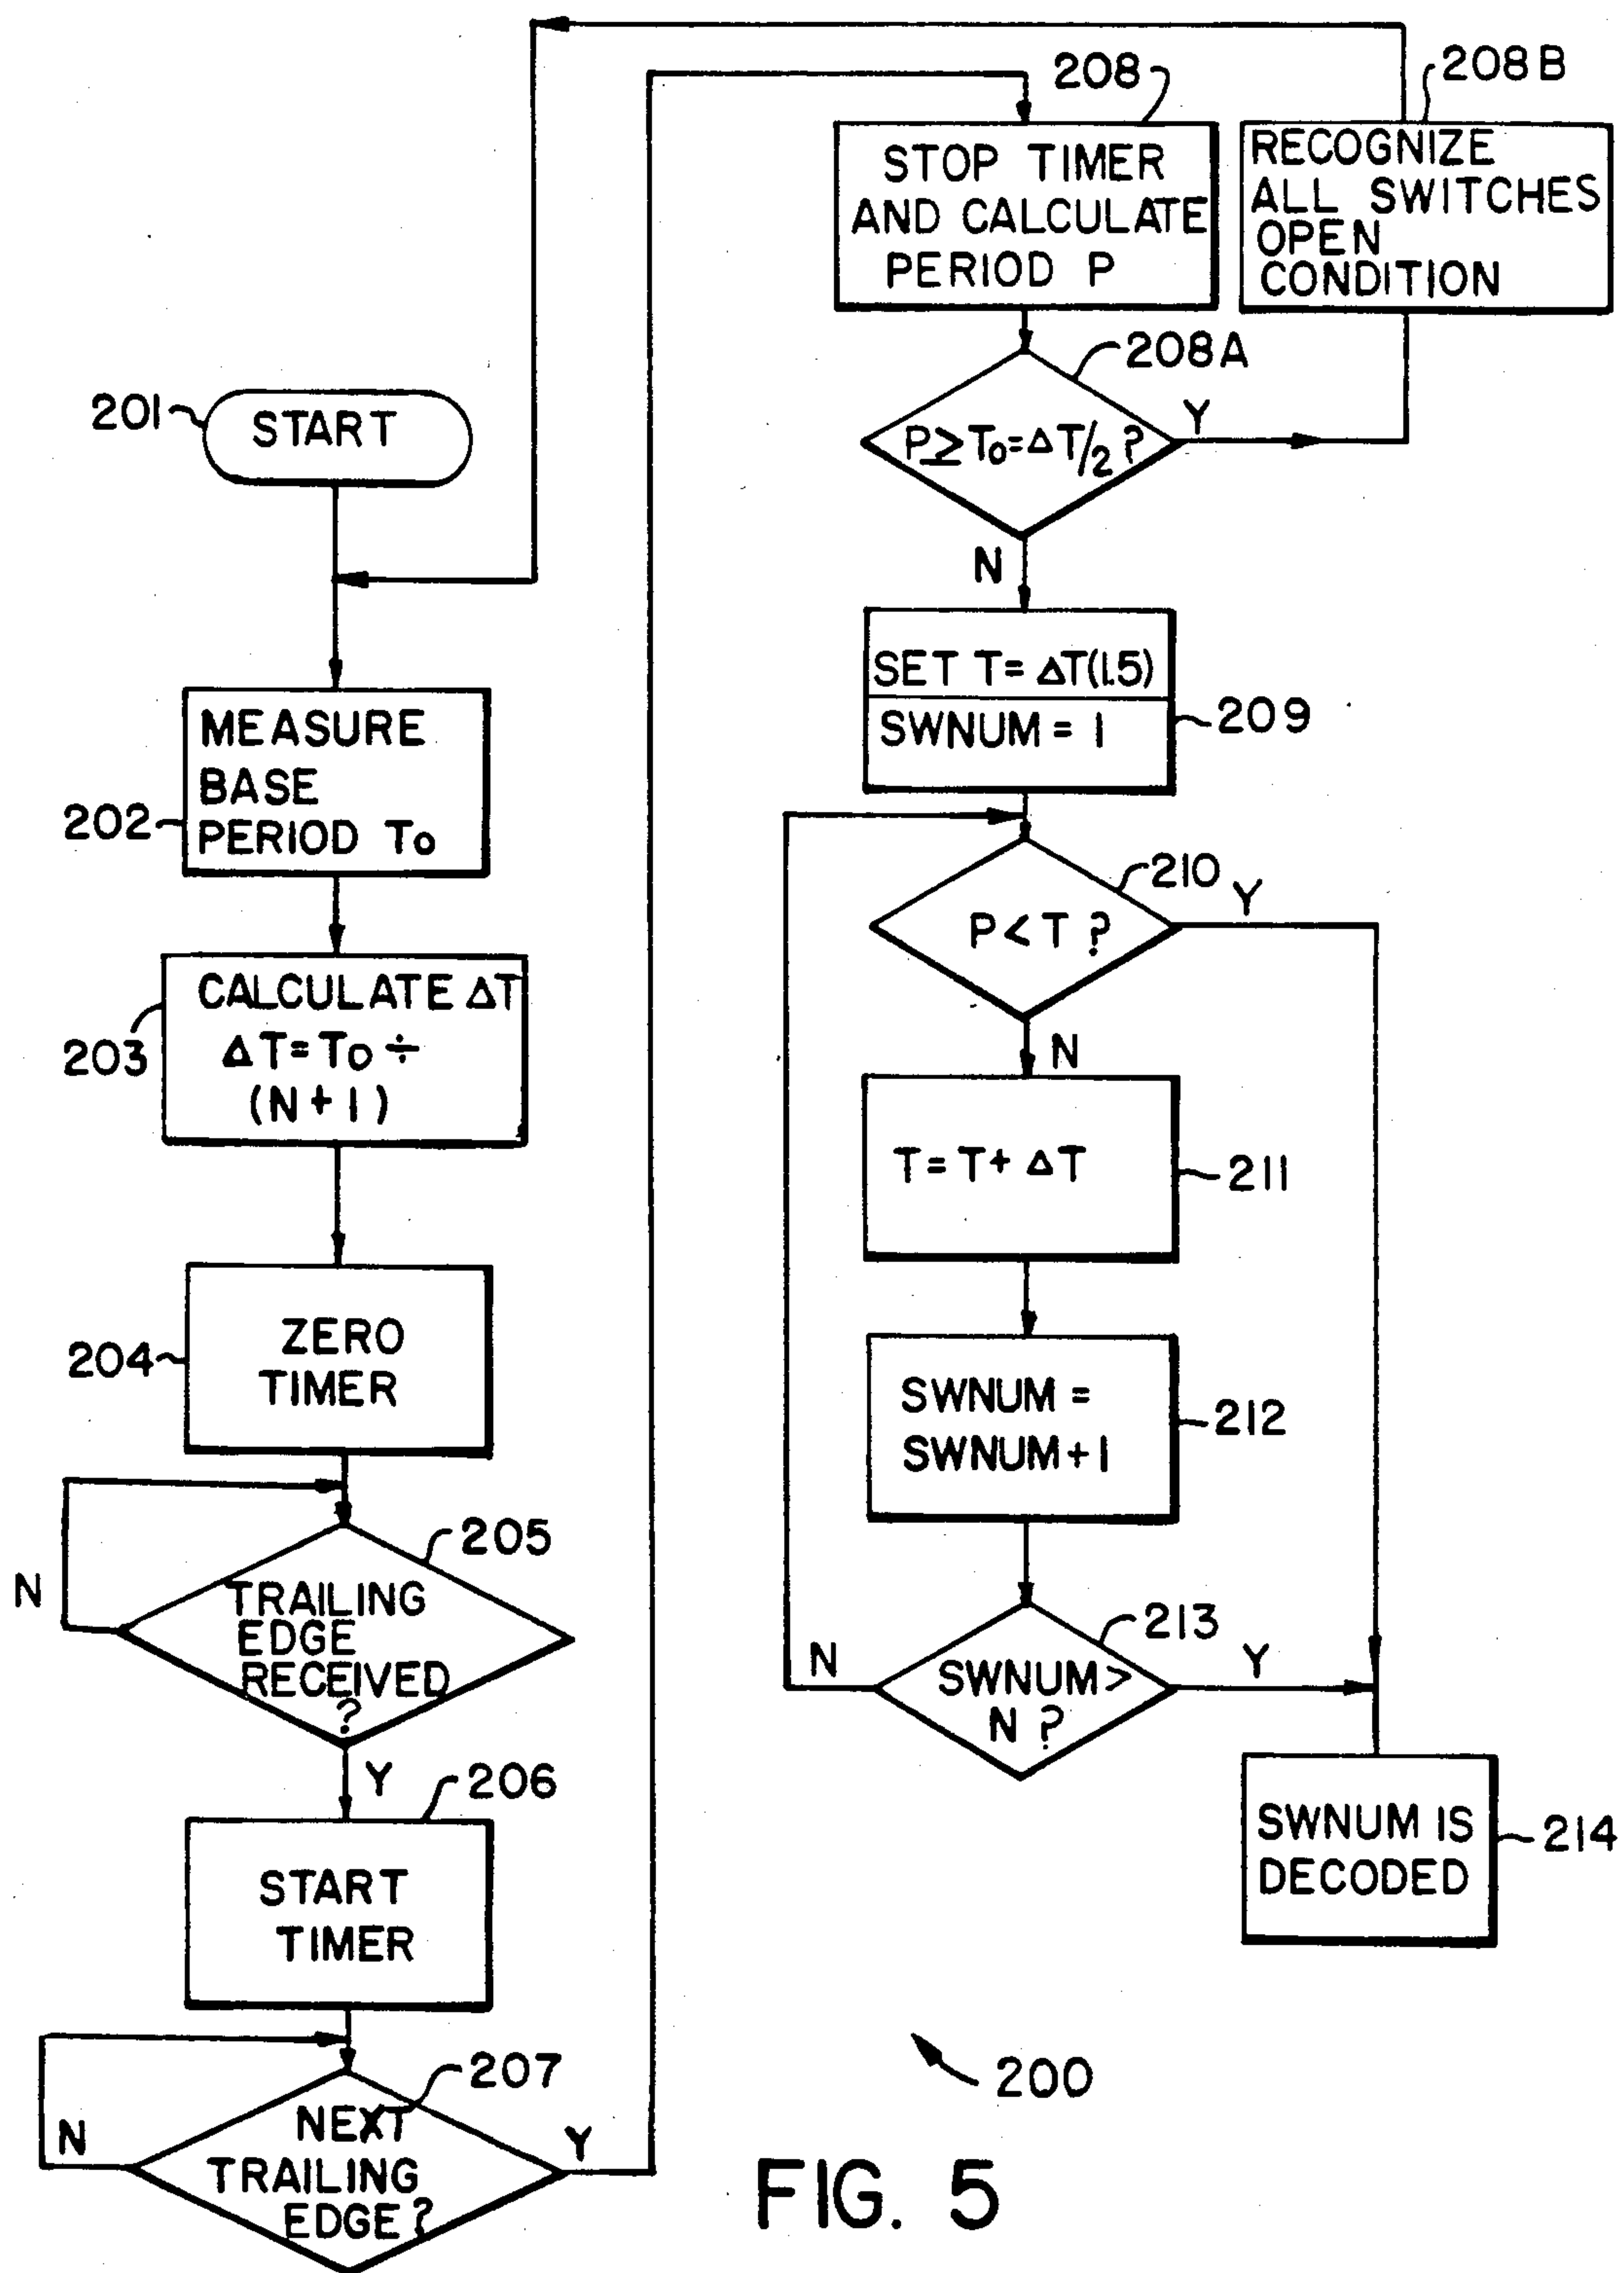 201
START
MEASURE
BASE
PERIOD To
202
CALCULATE ΔT
ΔT=To÷
(N+1)
203
ZERO
TIMER
204
205
TRAILING
EDGE
RECEIVED
?
N
Y
206
START
TIMER
207
NEXT
TRAILING
EDGE?
N
Y
208
STOP TIMER
AND CALCULATE
PERIOD P
208B
RECOGNIZE
ALL SWITCHES
OPEN
CONDITION
208A
P≥To=ΔT/2?
Y
N
SET T=ΔT(1.5)
SWNUM = 1
209
210
P<T?
Y
N
T=T+ ΔT
211
SWNUM =
SWNUM+1
212
213
SWNUM>
N?
N
Y
SWNUM IS
DECODED
214
200
FIG. 5